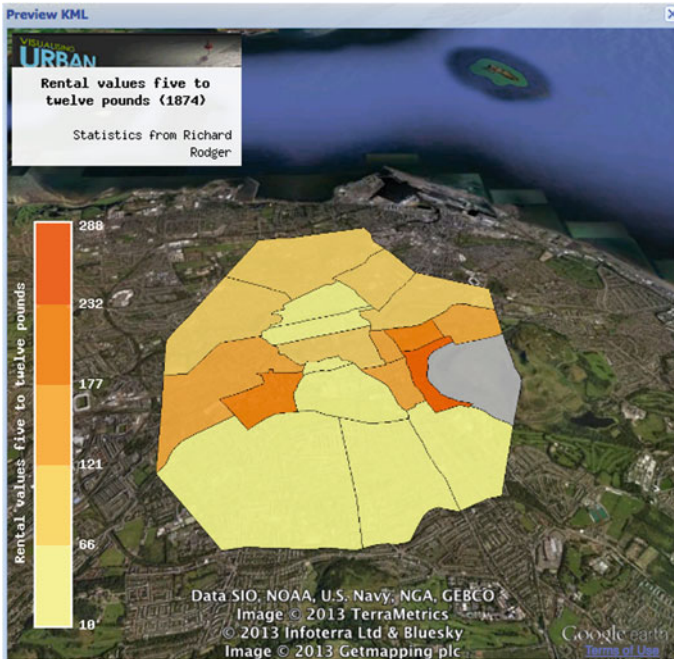 Preview KML
VISUALISING
URBAN
Rental values five to
twelve pounds (1874)
Statistics from Richard
Rodger
288
232
177
121
66
18
Rental values five to twelve pounds
Data SIO, NOAA, U.S. Navy, NGA, GEBCO
Image © 2013 TerraMetrics
© 2013 Infoterra Ltd & Bluesky
Image © 2013 Getmapping plc
Google earth
Terms of Use